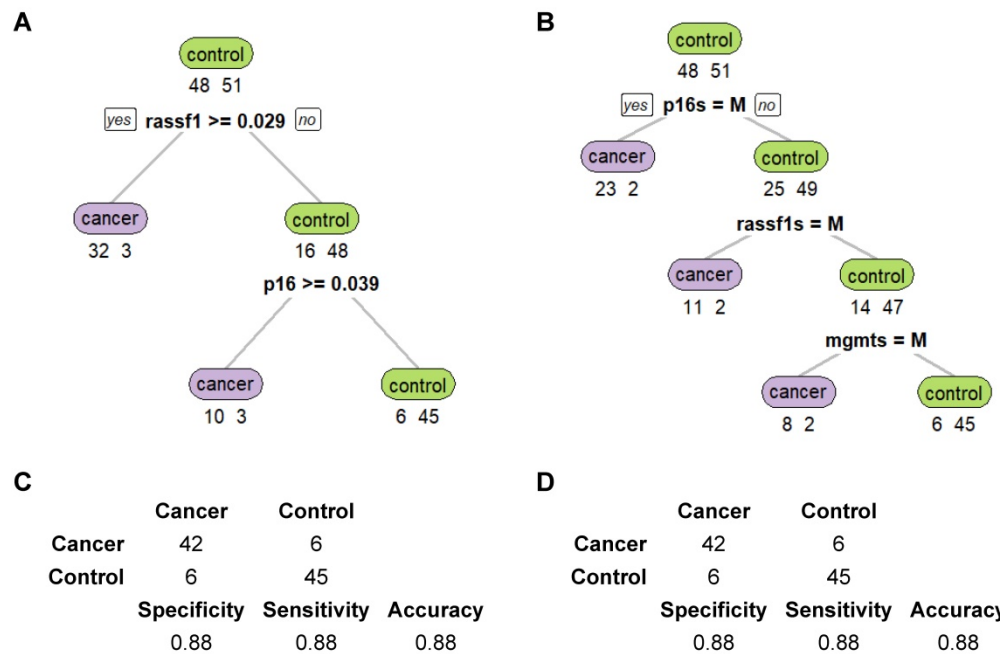 A
control
48 51
yes rassf1 >= 0.029 no
cancer
32 3
control
16 48
p16 >= 0.039
cancer
10 3
control
6 45
B
control
48 51
yes p16s = M no
cancer
23 2
control
25 49
rassf1s = M
cancer
11 2
control
14 47
mgmts = M
cancer
8 2
control
6 45
C
Cancer Control
Cancer 42 6
Control 6 45
Specificity Sensitivity Accuracy
0.88 0.88 0.88
D
Cancer Control
Cancer 42 6
Control 6 45
Specificity Sensitivity Accuracy
0.88 0.88 0.88